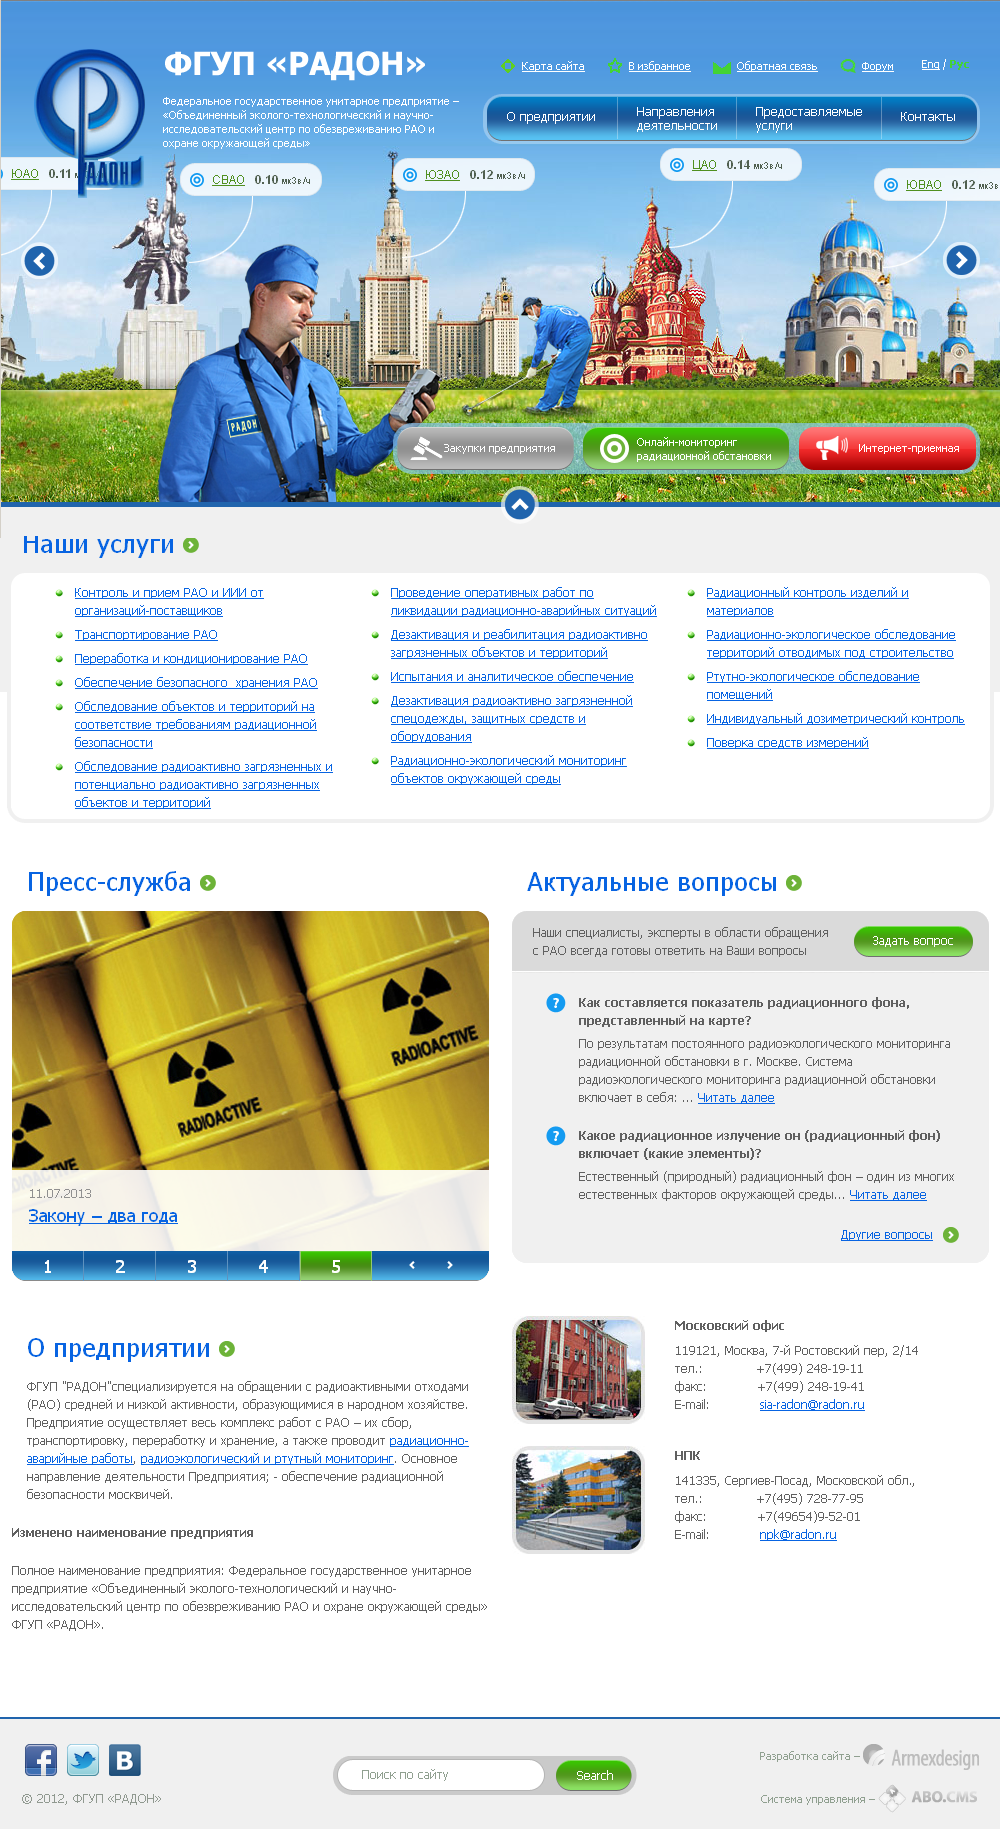 ФГУП «РАДОН»
Федеральное государственное унитарное предприятие –
«Объединенный эколого-технологический и научно-
исследовательский центр по обезвреживанию РАО и
охране окружающей среды»
РАДОН
Карта сайта
В избранное
Обратная связь
Форум
Eng / Рус
О предприятии
Направления
деятельности
Предоставляемые
услуги
Контакты
ЮАО 0.11
СВАО 0.10 мкЗв/ч
ЮЗАО 0.12 мкЗв/ч
ЦАО 0.14 мкЗв/ч
ЮВАО 0.12 мкЗв
РАДОН
Закупки предприятия
Онлайн-мониторинг
радиационной обстановки
Интернет-приемная
Наши услуги
Контроль и прием РАО и ИИИ от
организаций-поставщиков
Транспортирование РАО
Переработка и кондиционирование РАО
Обеспечение безопасного хранения РАО
Обследование объектов и территорий на
соответствие требованиям радиационной
безопасности
Обследование радиоактивно загрязненных и
потенциально радиоактивно загрязненных
объектов и территорий
Проведение оперативных работ по
ликвидации радиационно-аварийных ситуаций
Дезактивация и реабилитация радиоактивно
загрязненных объектов и территорий
Испытания и аналитическое обеспечение
Дезактивация радиоактивно загрязненной
спецодежды, защитных средств и
оборудования
Радиационно-экологический мониторинг
объектов окружающей среды
Радиационный контроль изделий и
материалов
Радиационно-экологическое обследование
территорий отводимых под строительство
Ртутно-экологическое обследование
помещений
Индивидуальный дозиметрический контроль
Поверка средств измерений
Пресс-служба
RADIOACTIVE
RADIOACTIVE
11.07.2013
Закону – два года
1 2 3 4 5
Актуальные вопросы
Наши специалисты, эксперты в области обращения
с РАО всегда готовы ответить на Ваши вопросы
Задать вопрос
Как составляется показатель радиационного фона,
представленный на карте?
По результатам постоянного радиоэкологического мониторинга
радиационной обстановки в г. Москве. Система
радиоэкологического мониторинга радиационной обстановки
включает в себя: ... Читать далее
Какое радиационное излучение он (радиационный фон)
включает (какие элементы)?
Естественный (природный) радиационный фон – один из многих
естественных факторов окружающей среды... Читать далее
Другие вопросы
О предприятии
ФГУП "РАДОН"специализируется на обращении с радиоактивными отходами
(РАО) средней и низкой активности, образующимися в народном хозяйстве.
Предприятие осуществляет весь комплекс работ с РАО – их сбор,
транспортировку, переработку и хранение, а также проводит радиационно-
аварийные работы, радиоэкологический и ртутный мониторинг. Основное
направление деятельности Предприятия; - обеспечение радиационной
безопасности москвичей.
Изменено наименование предприятия
Полное наименование предприятия: Федеральное государственное унитарное
предприятие «Объединенный эколого-технологический и научно-
исследовательский центр по обезвреживанию РАО и охране окружающей среды»
ФГУП «РАДОН».
Московский офис
119121, Москва, 7-й Ростовский пер, 2/14
тел.: +7(499) 248-19-11
факс: +7(499) 248-19-41
E-mail: sia-radon@radon.ru
НПК
141335, Сергиев-Посад, Московской обл.,
тел.: +7(495) 728-77-95
факс: +7(49654)9-52-01
E-mail: npk@radon.ru
© 2012, ФГУП «РАДОН»
Поиск по сайту
Search
Разработка сайта – Armexdesign
Система управления – ABO.CMS